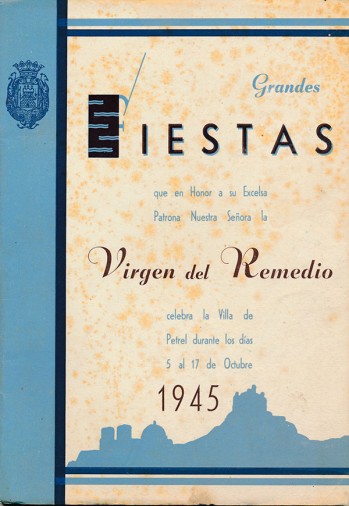 Grandes
FIESTAS
que en Honor a su Excelsa
Patrona Nuestra Señora la
Virgen del Remedio
celebra la Villa de
Petrel durante los días
5 al 17 de Octubre
1945